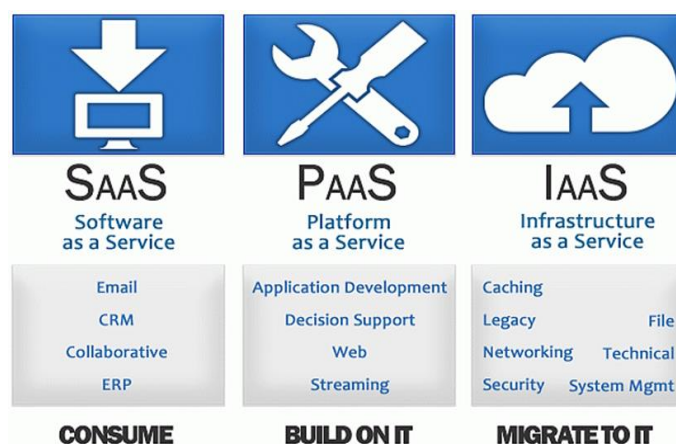 SAAS
Software
as a Service
Email
CRM
Collaborative
ERP
CONSUME
PAAS
Platform
as a Service
Application Development
Decision Support
Web
Streaming
BUILD ON IT
IAAS
Infrastructure
as a Service
Caching
Legacy File
Networking Technical
Security System Mgmt
MIGRATE TO IT